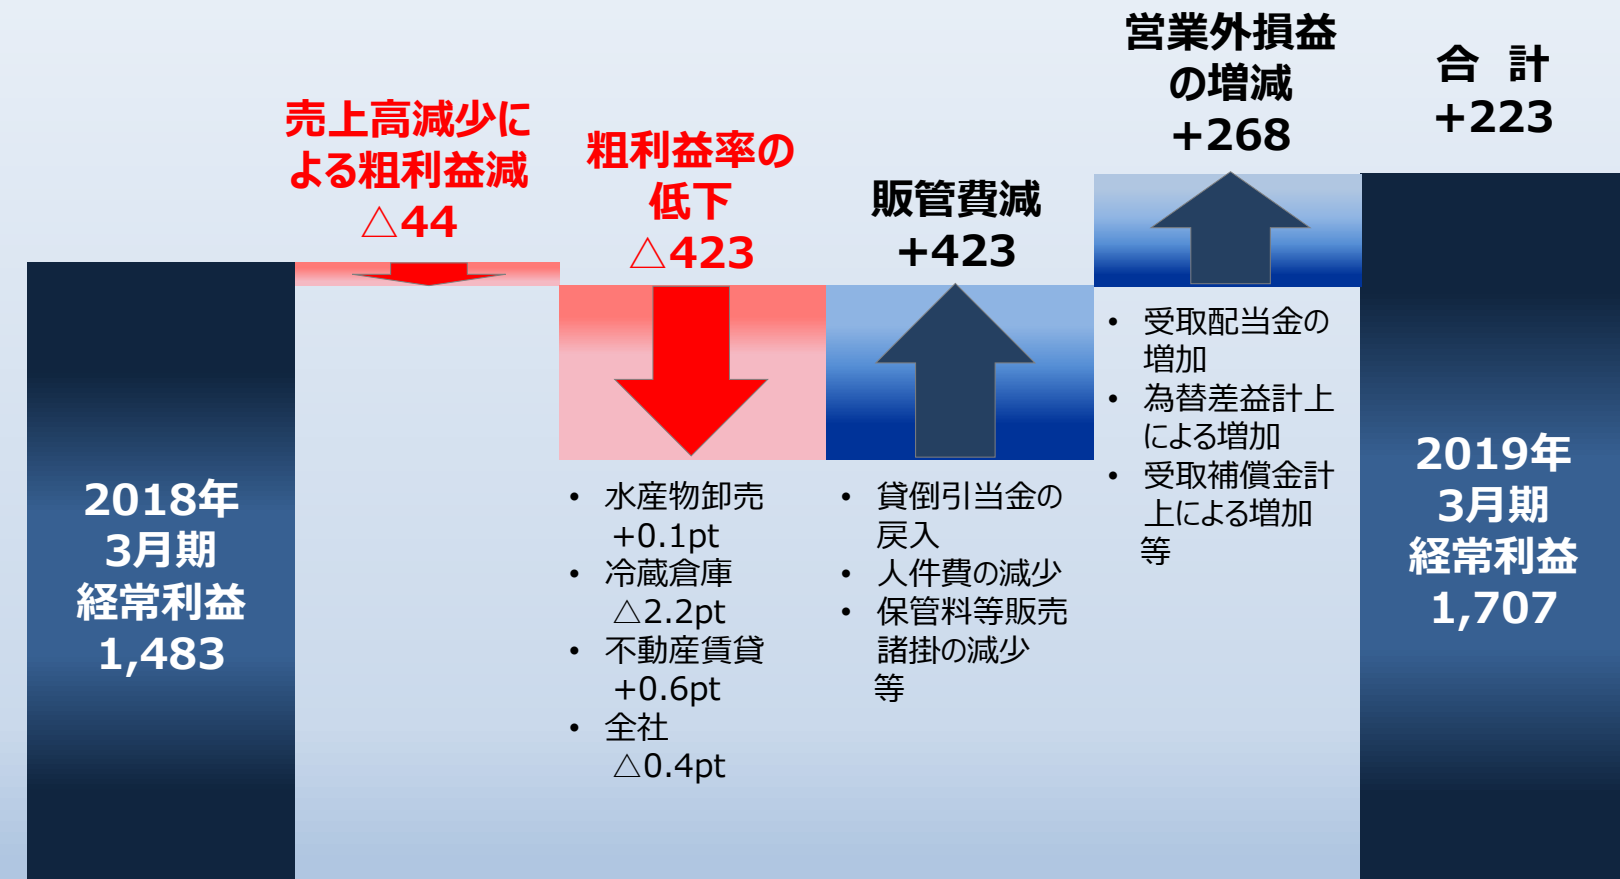 2018年
3月期
経常利益
1,483
売上高減少に
よる粗利益減
△44
粗利益率の
低下
△423
• 水産物卸売
+0.1pt
• 冷蔵倉庫
△2.2pt
• 不動産賃貸
+0.6pt
• 全社
△0.4pt
販管費減
+423
• 貸倒引当金の
戻入
• 人件費の減少
• 保管料等販売
諸掛の減少
等
営業外損益
の増減
+268
• 受取配当金の
増加
• 為替差益計上
による増加
• 受取補償金計
上による増加
等
合 計
+223
2019年
3月期
経常利益
1,707